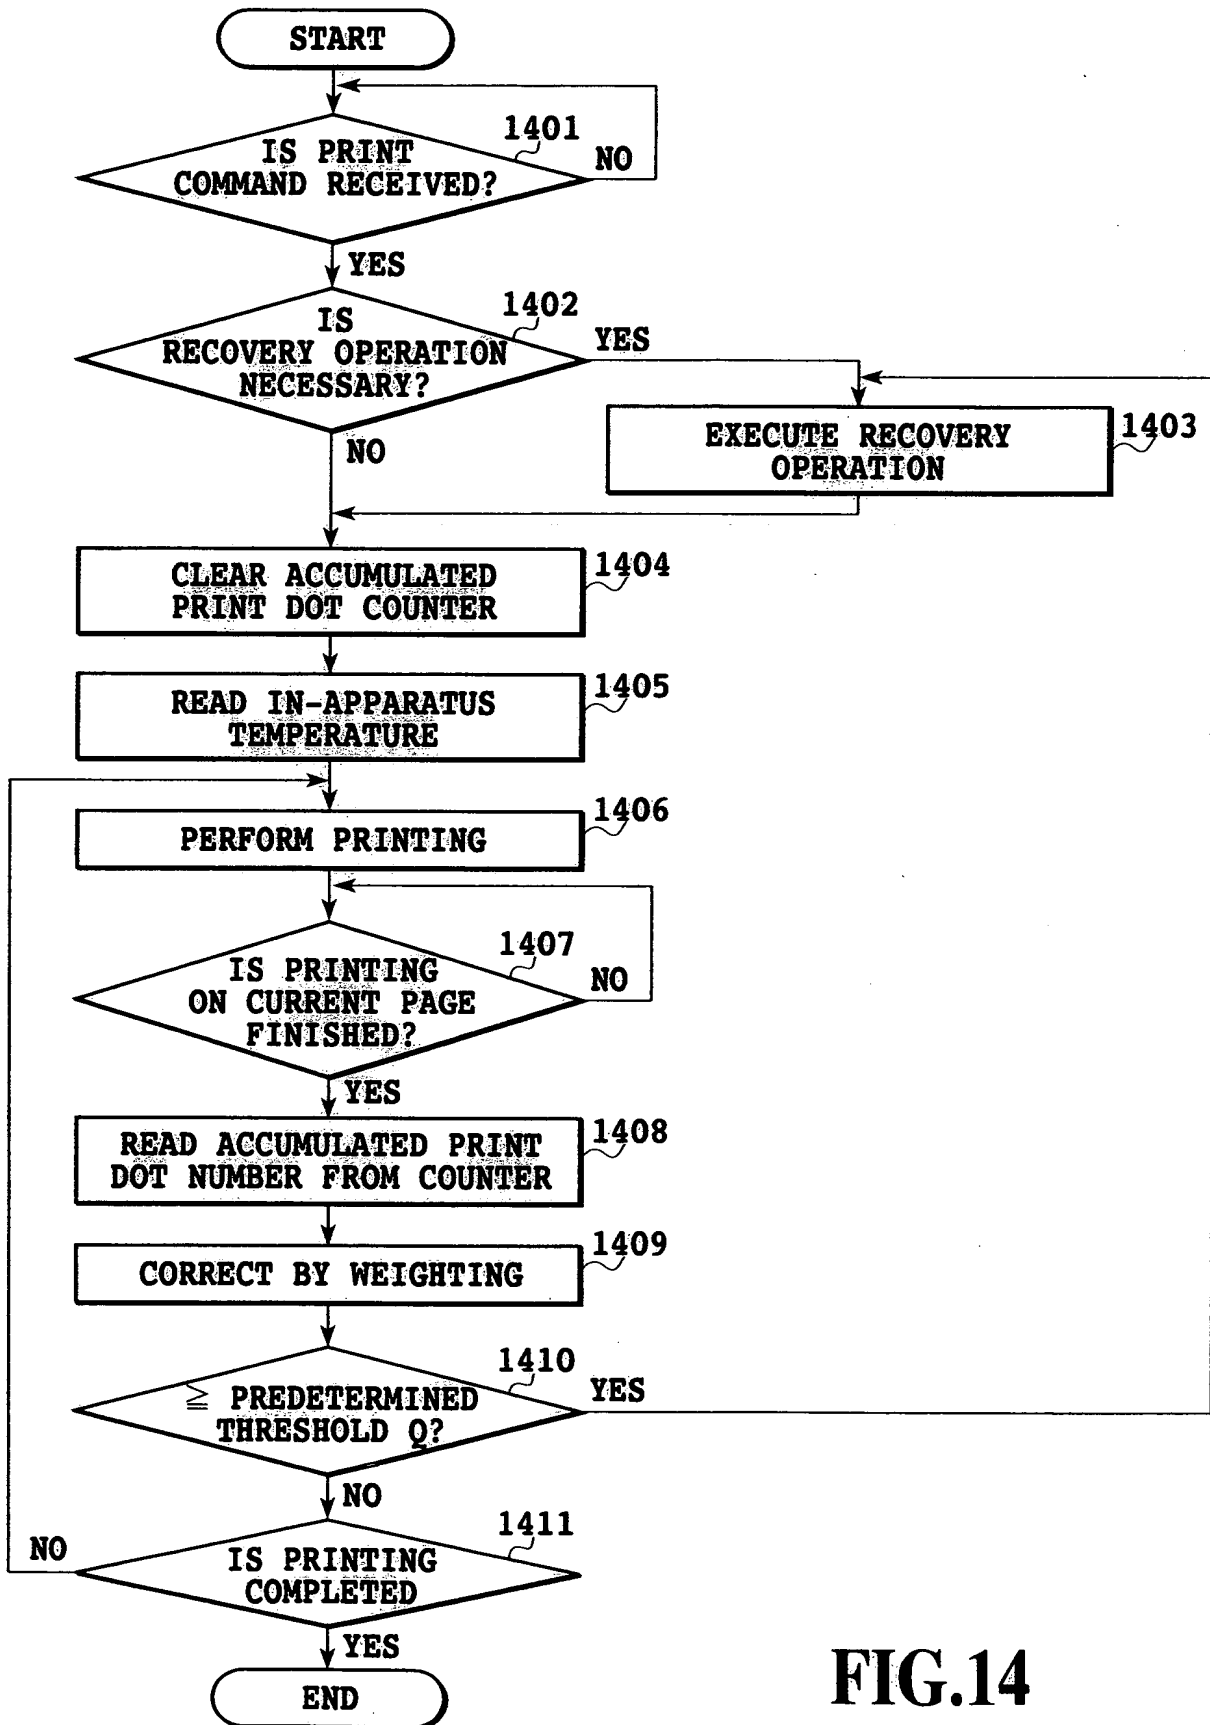 START
1401
IS PRINT
COMMAND RECEIVED?
NO
YES
1402
IS
RECOVERY OPERATION
NECESSARY?
YES
NO
EXECUTE RECOVERY
OPERATION
1403
CLEAR ACCUMULATED
PRINT DOT COUNTER
1404
READ IN-APPARATUS
TEMPERATURE
1405
PERFORM PRINTING
1406
1407
IS PRINTING
ON CURRENT PAGE
FINISHED?
NO
YES
READ ACCUMULATED PRINT
DOT NUMBER FROM COUNTER
1408
CORRECT BY WEIGHTING
1409
1410
≧ PREDETERMINED
THRESHOLD Q?
YES
NO
1411
IS PRINTING
COMPLETED
NO
YES
END
FIG.14